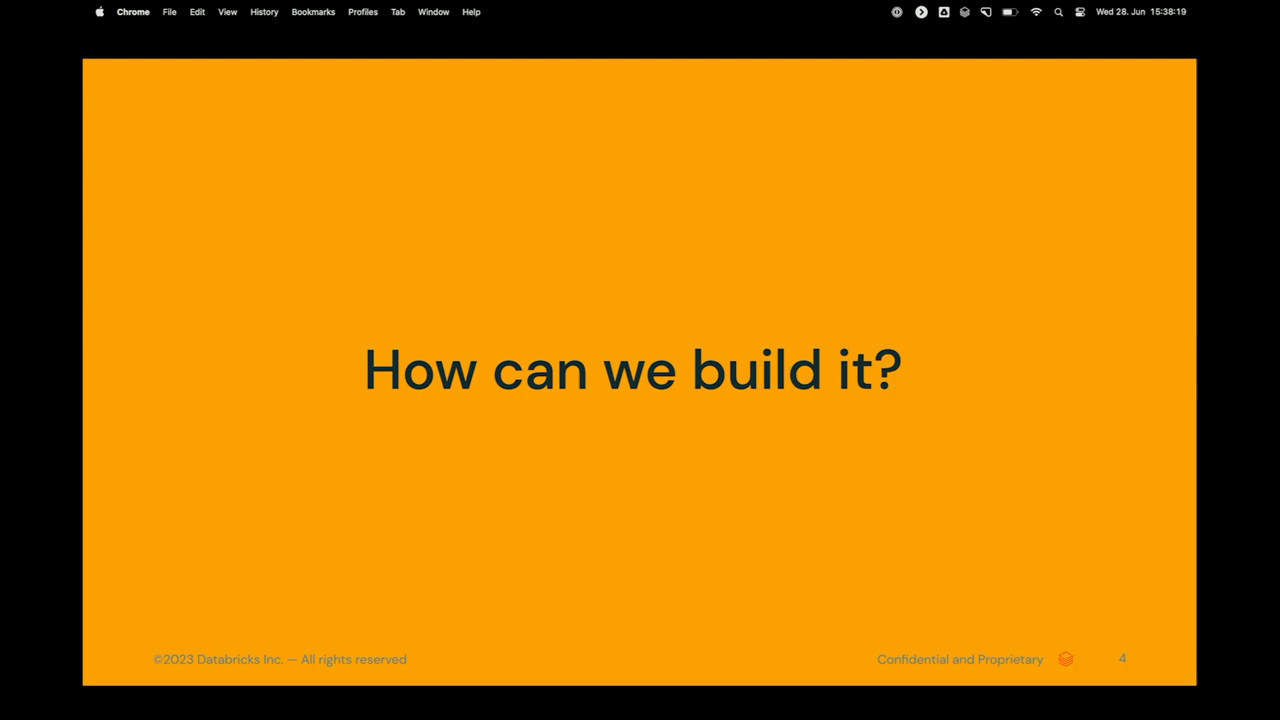 Chrome File Edit View History Bookmarks Profiles Tab Window Help Wed 28. Jun 15:38:19
How can we build it?
©2023 Databricks Inc. — All rights reserved
Confidential and Proprietary 4